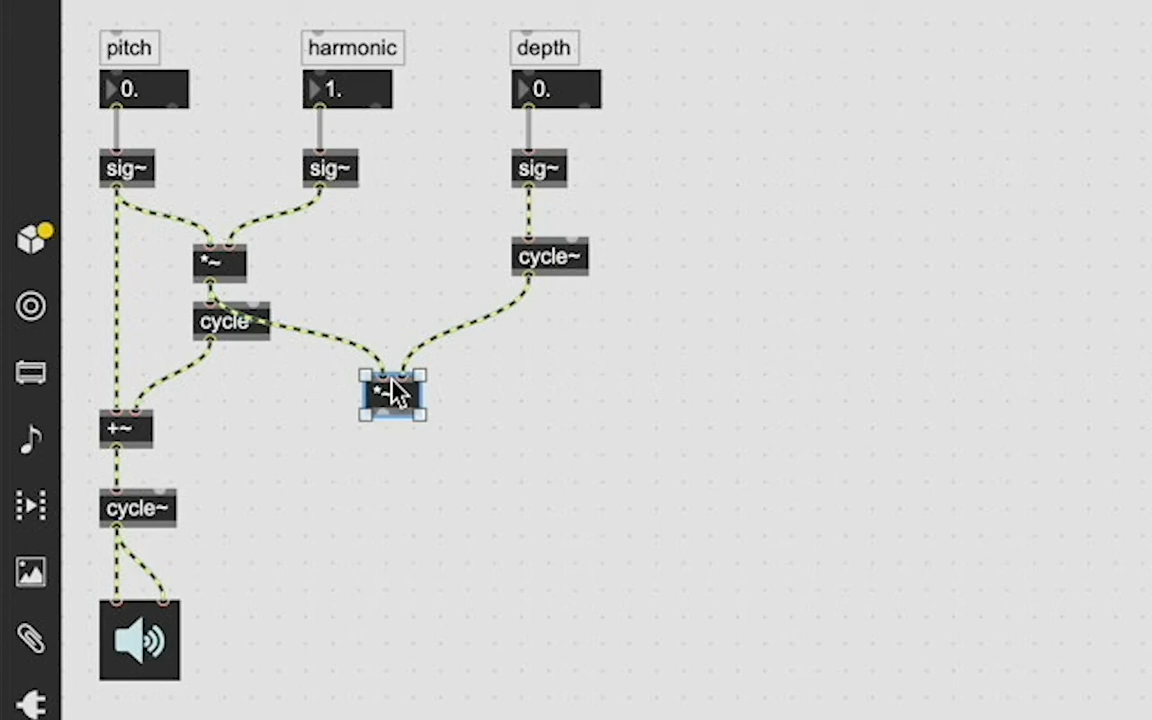 pitch harmonic depth
0. 1. 0.
sig~ sig~ sig~
*~ cycle~
cycle~
*~
+~
cycle~